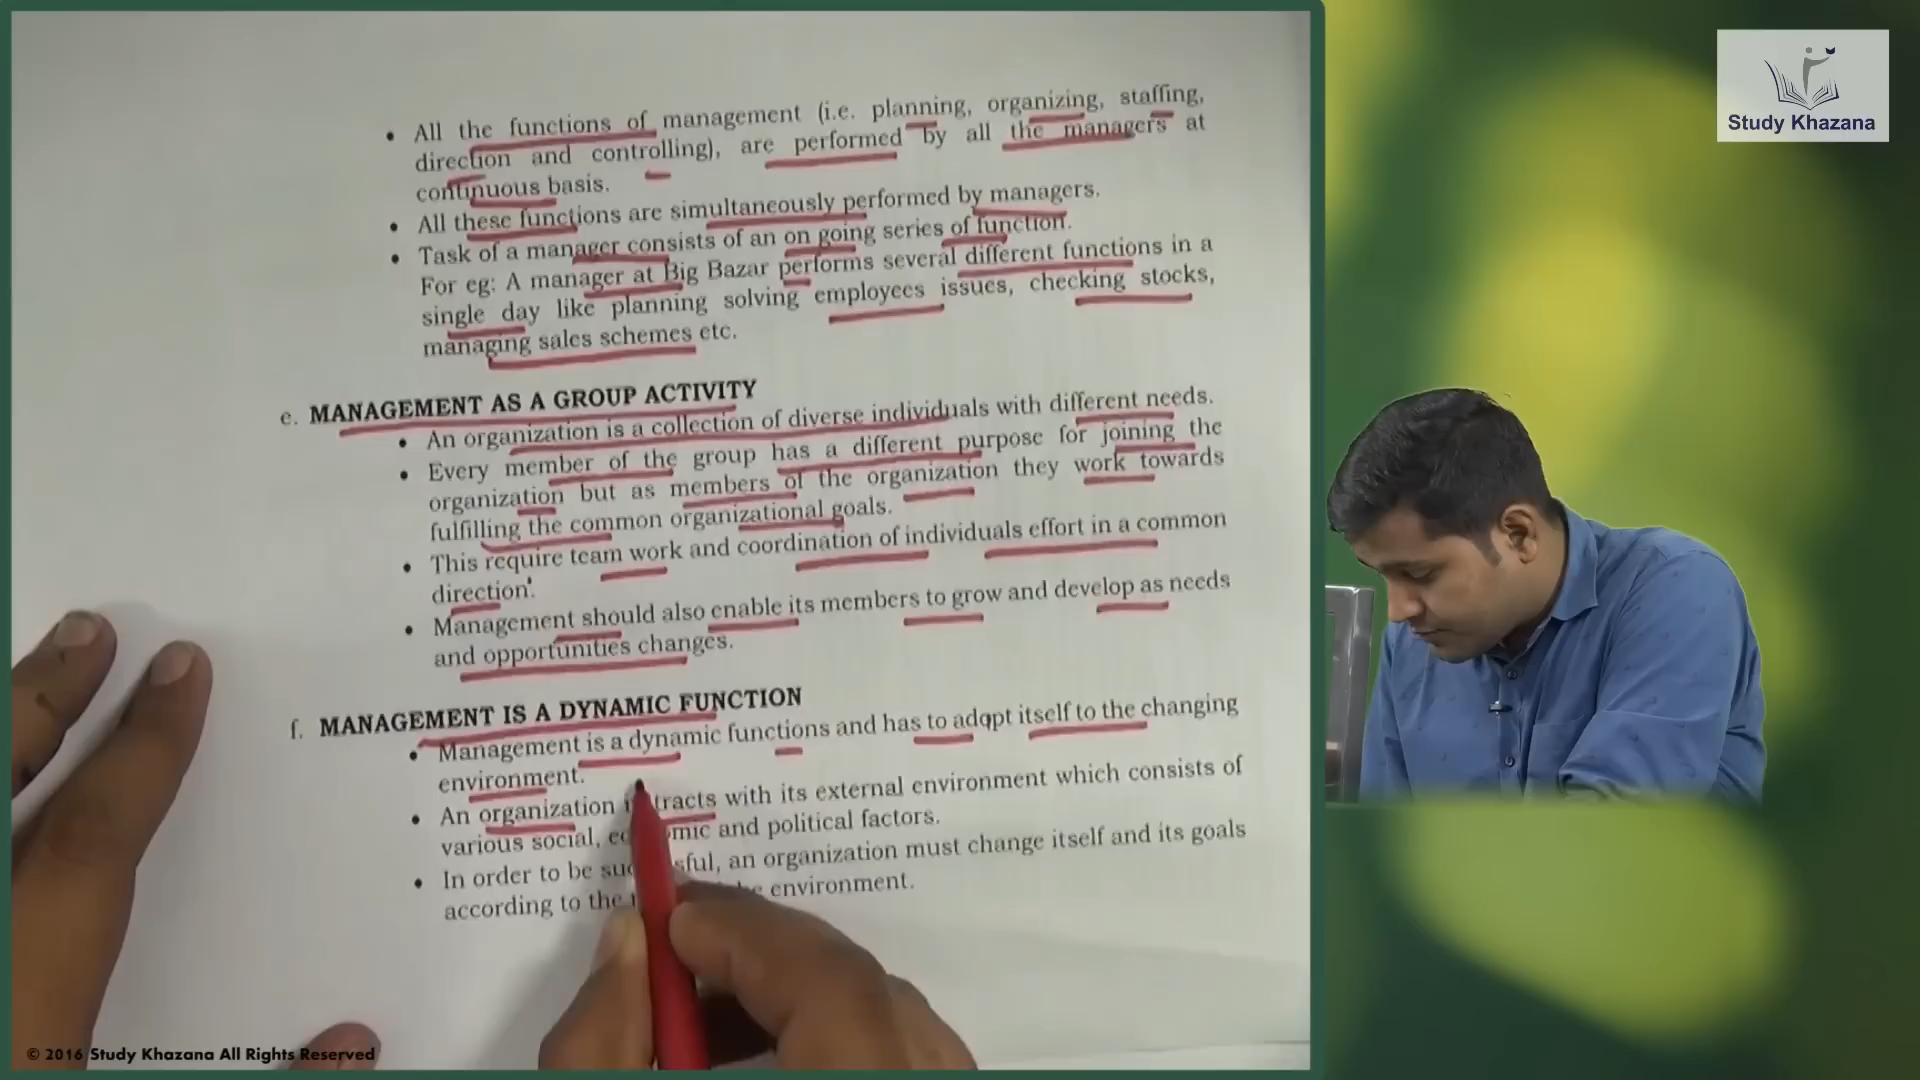 • All the functions of management (i.e. planning, organizing, staffing,
direction and controlling), are performed by all the managers at
continuous basis.
• All these functions are simultaneously performed by managers.
• Task of a manager consists of an on going series of function.
For eg: A manager at Big Bazar performs several different functions in a
single day like planning solving employees issues, checking stocks,
managing sales schemes etc.
e. MANAGEMENT AS A GROUP ACTIVITY
• An organization is a collection of diverse individuals with different needs.
• Every member of the group has a different purpose for joining the
organization but as members of the organization they work towards
fulfilling the common organizational goals.
• This require team work and coordination of individuals effort in a common
direction'.
• Management should also enable its members to grow and develop as needs
and opportunities changes.
f. MANAGEMENT IS A DYNAMIC FUNCTION
• Management is a dynamic functions and has to adopt itself to the changing
environment.
• An organization with its external environment which consists of
various social, and political factors.
• In order to be an organization must change itself and its goals
according to the environment.
Study Khazana
© 2016 Study Khazana All Rights Reserved